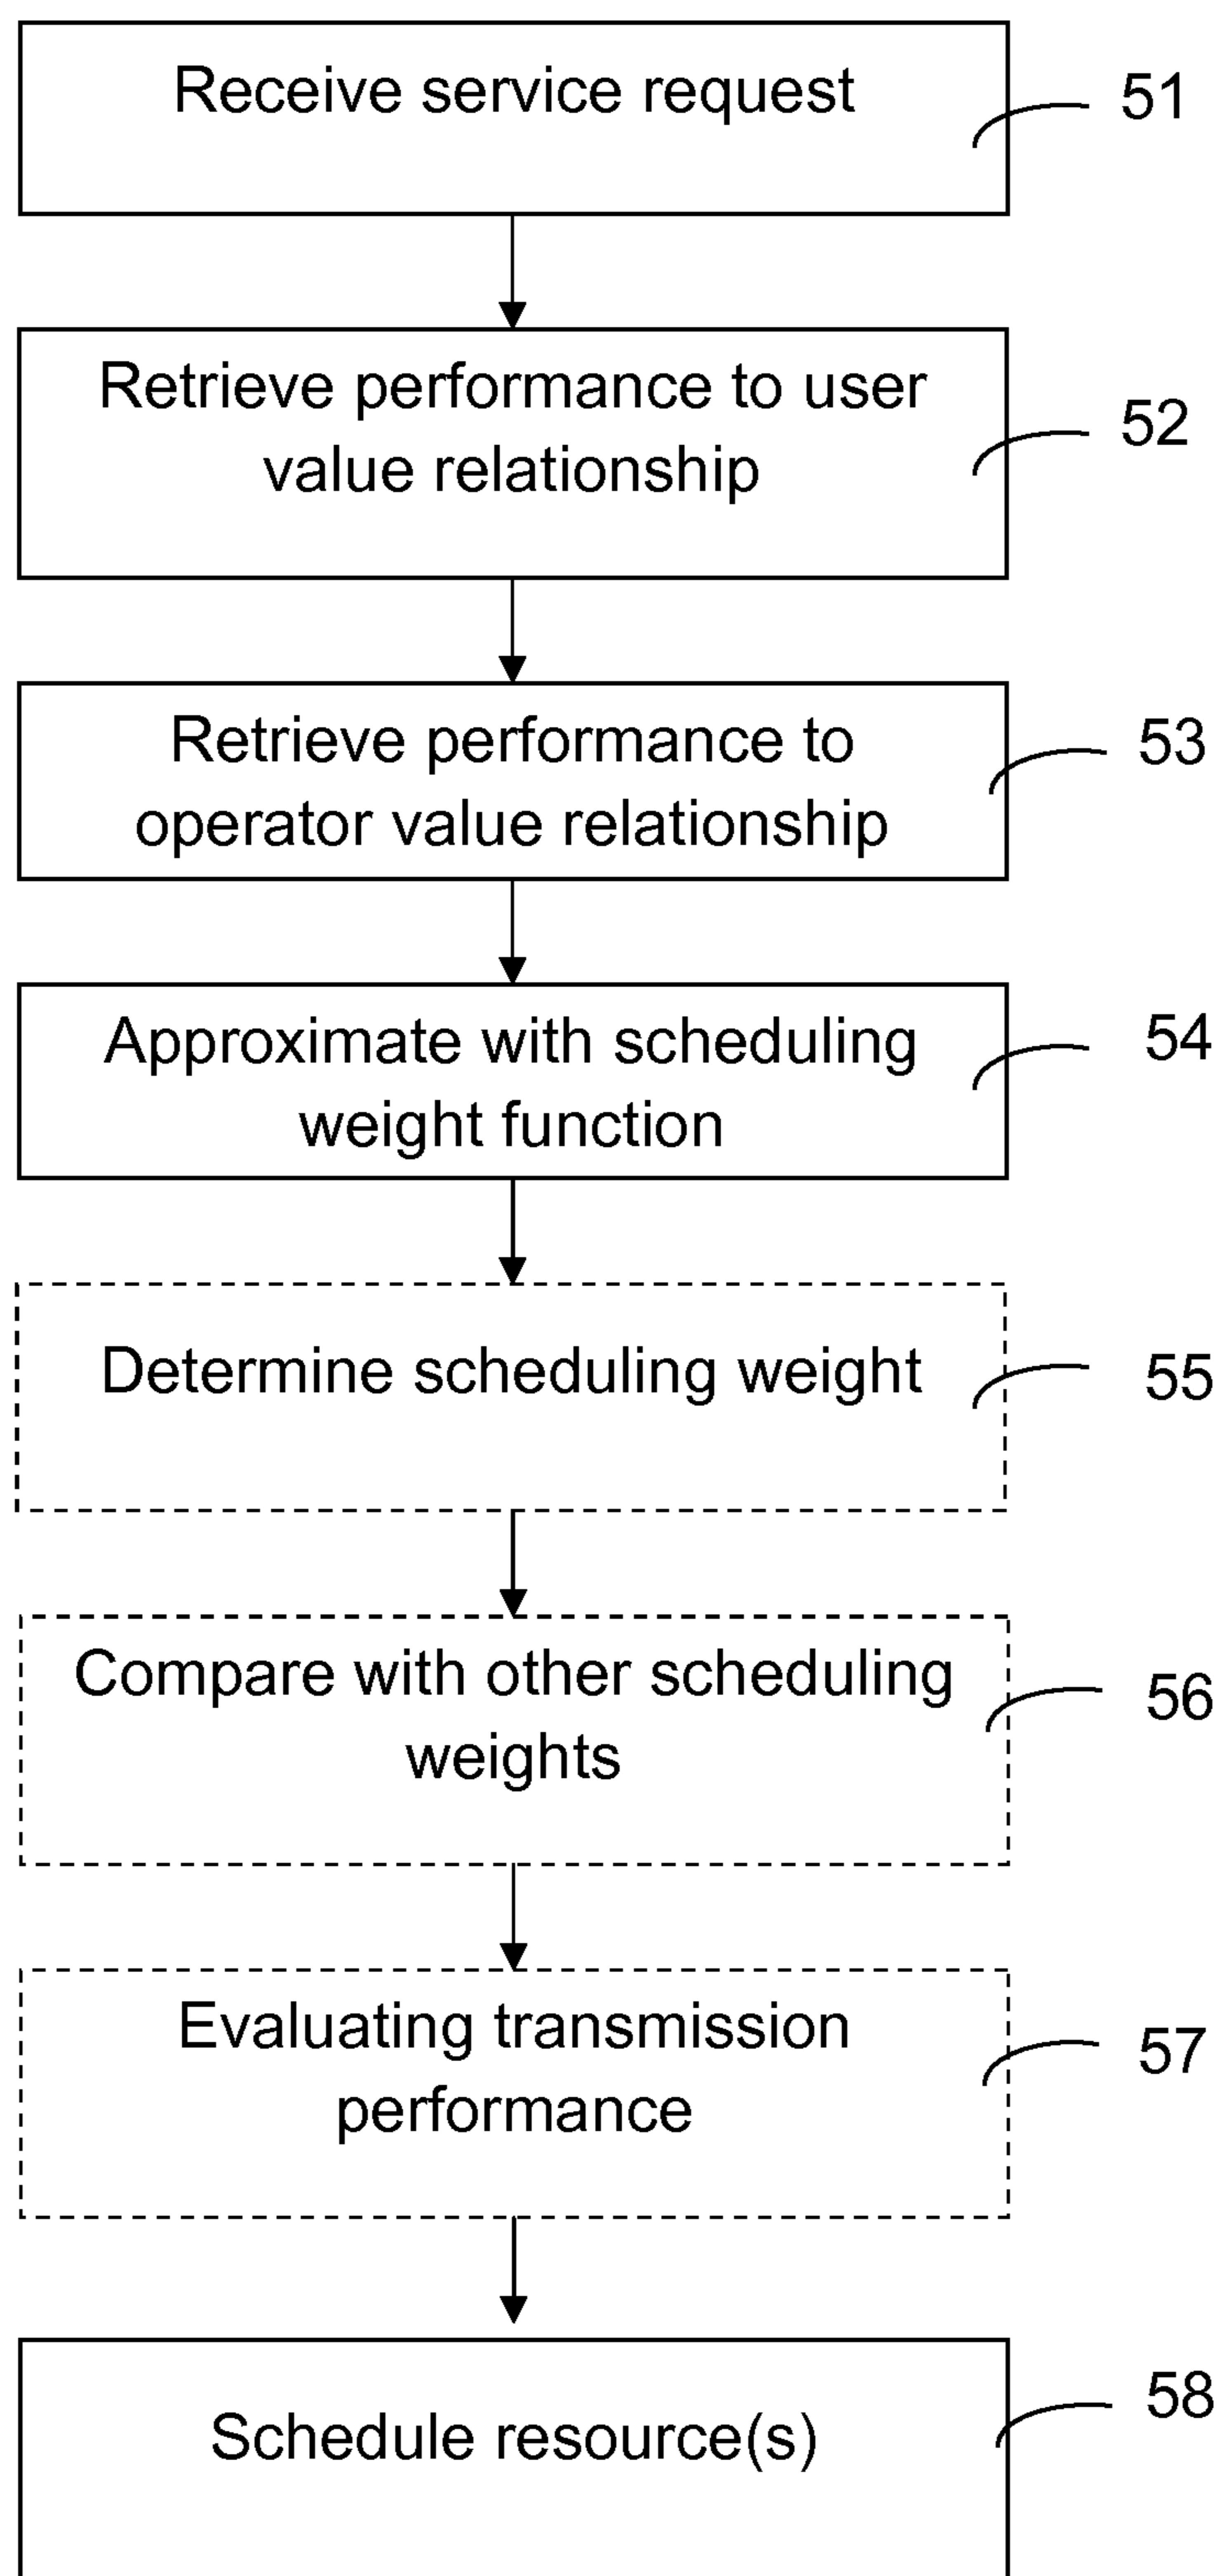 Receive service request
51
Retrieve performance to user
value relationship
52
Retrieve performance to
operator value relationship
53
Approximate with scheduling
weight function
54
Determine scheduling weight
55
Compare with other scheduling
weights
56
Evaluating transmission
performance
57
Schedule resource(s)
58